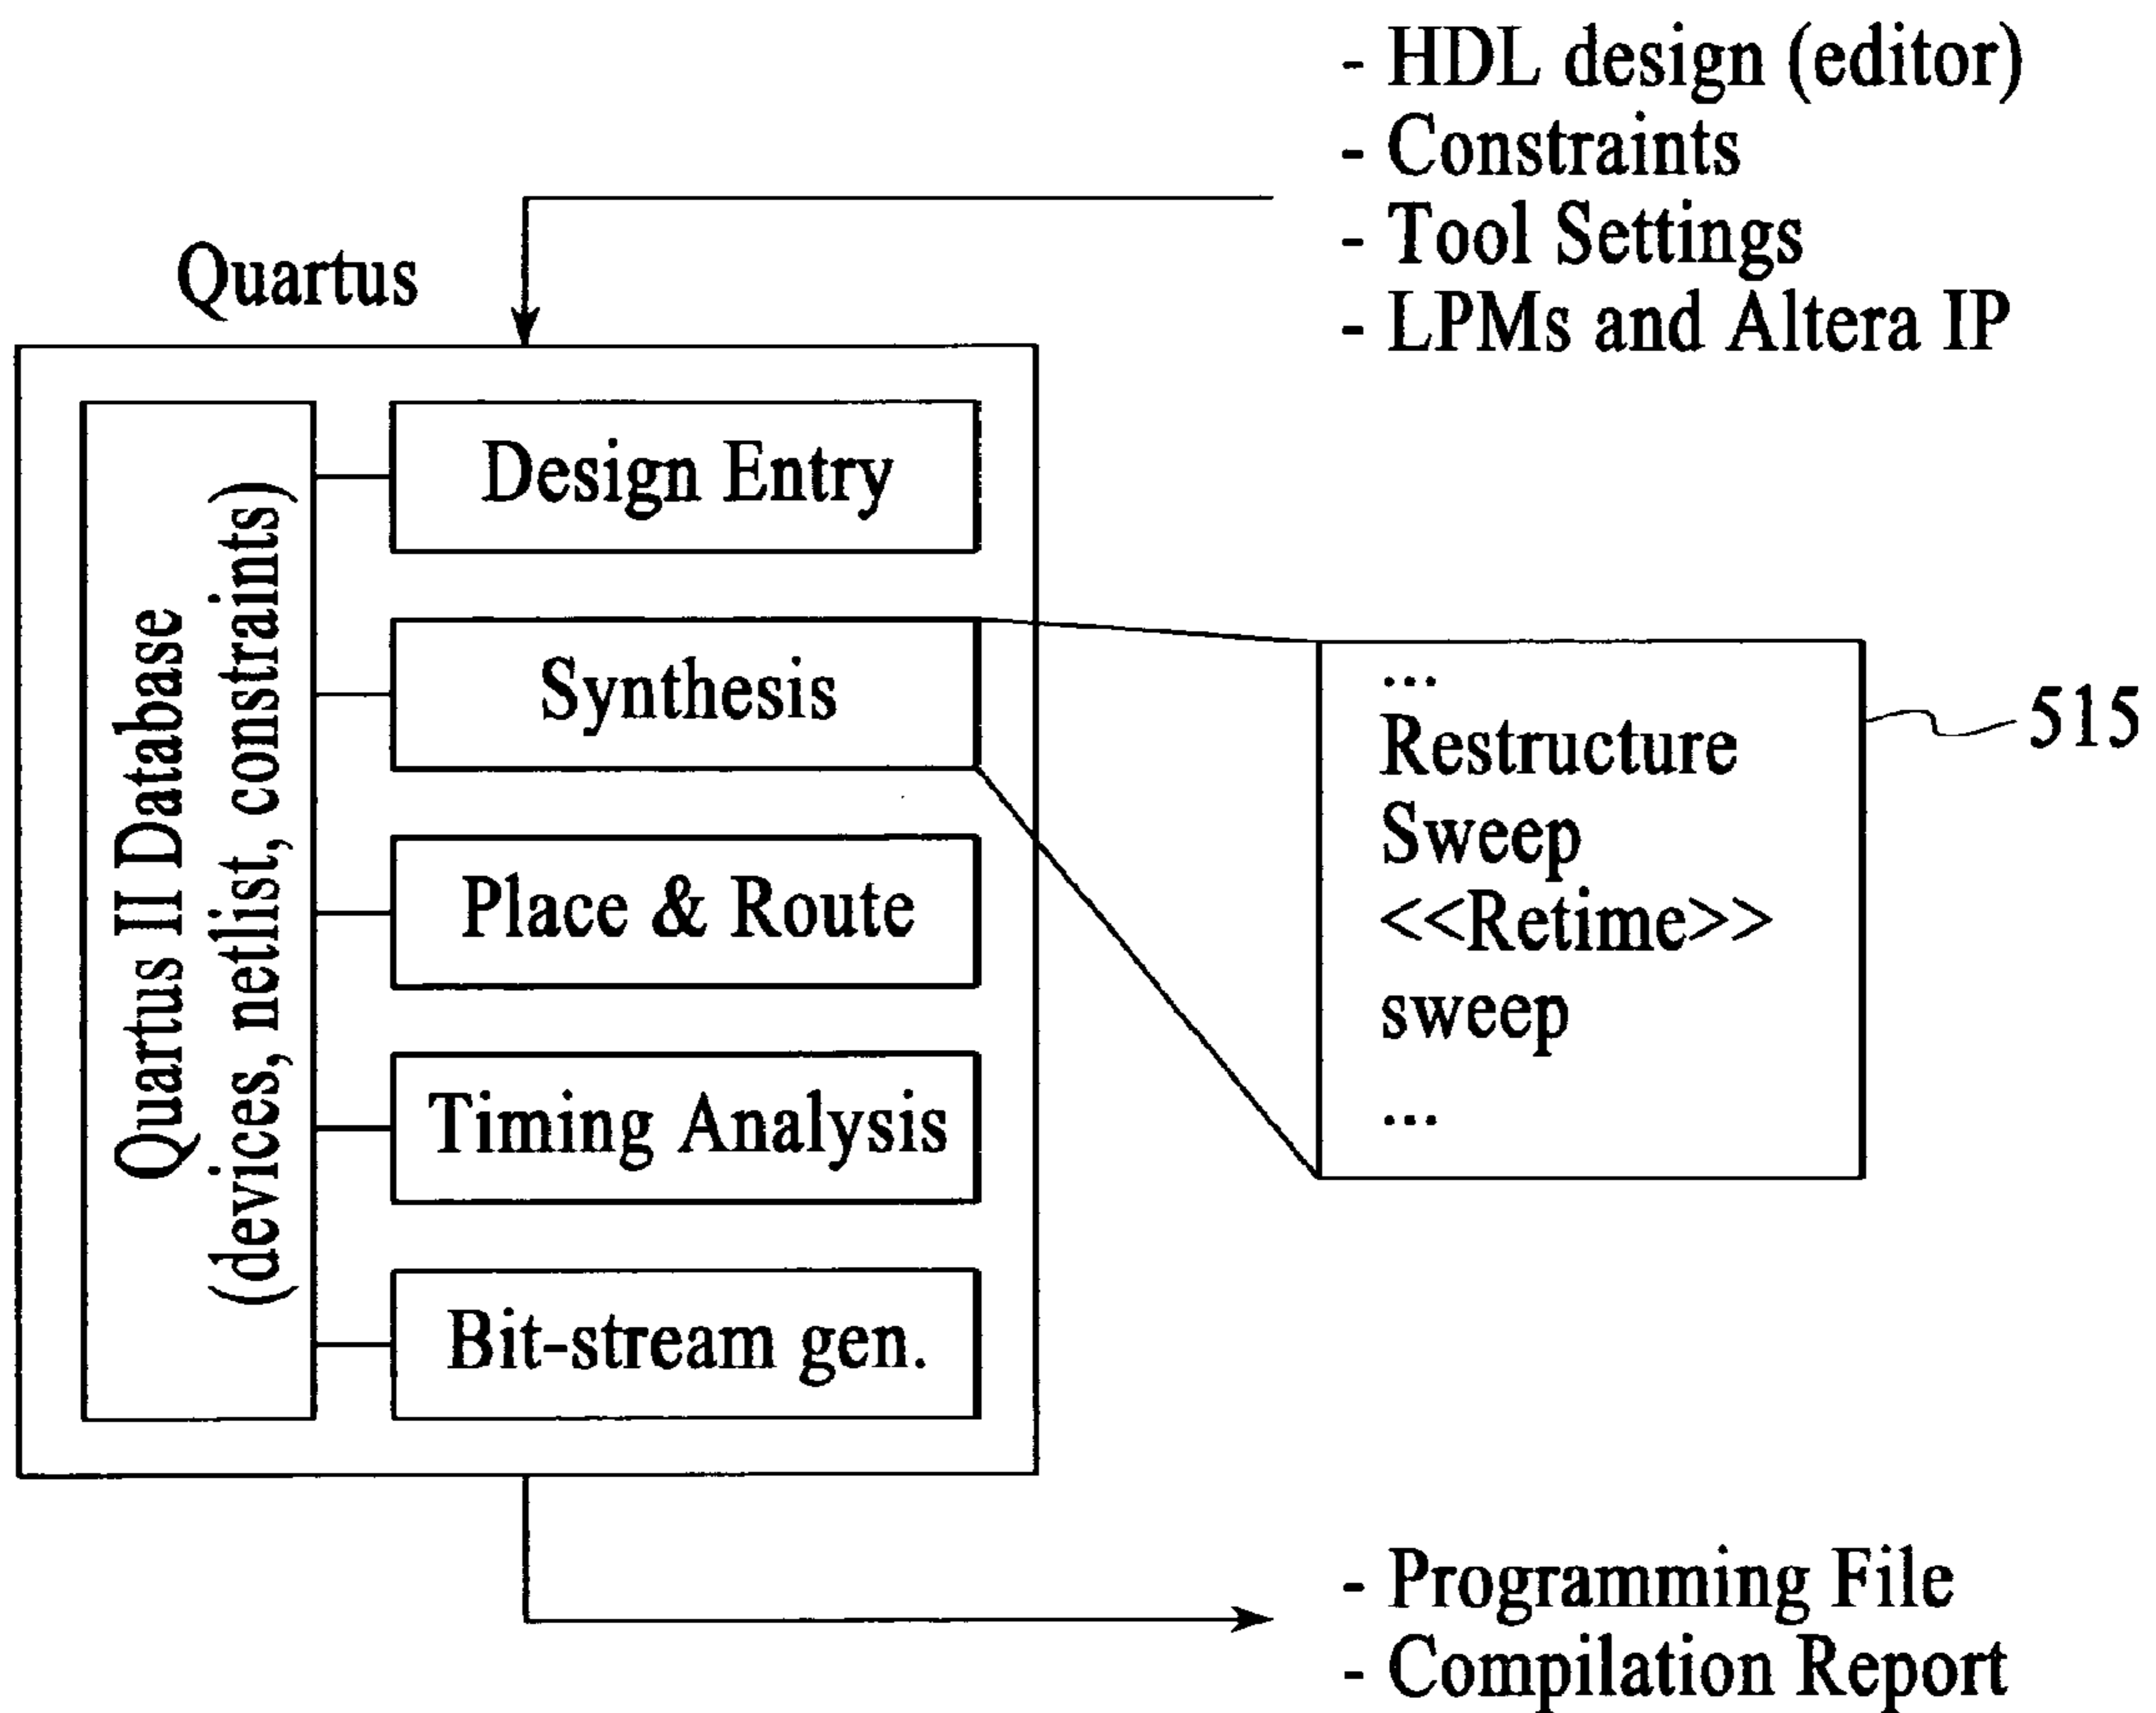 - HDL design (editor)
- Constraints
- Tool Settings
- LPMs and Altera IP
Quartus
Quartus II Database
(devices, netlist, constraints)
Design Entry
Synthesis
Place & Route
Timing Analysis
Bit-stream gen.
...
Restructure
Sweep
<<Retime>>
sweep
...
515
- Programming File
- Compilation Report